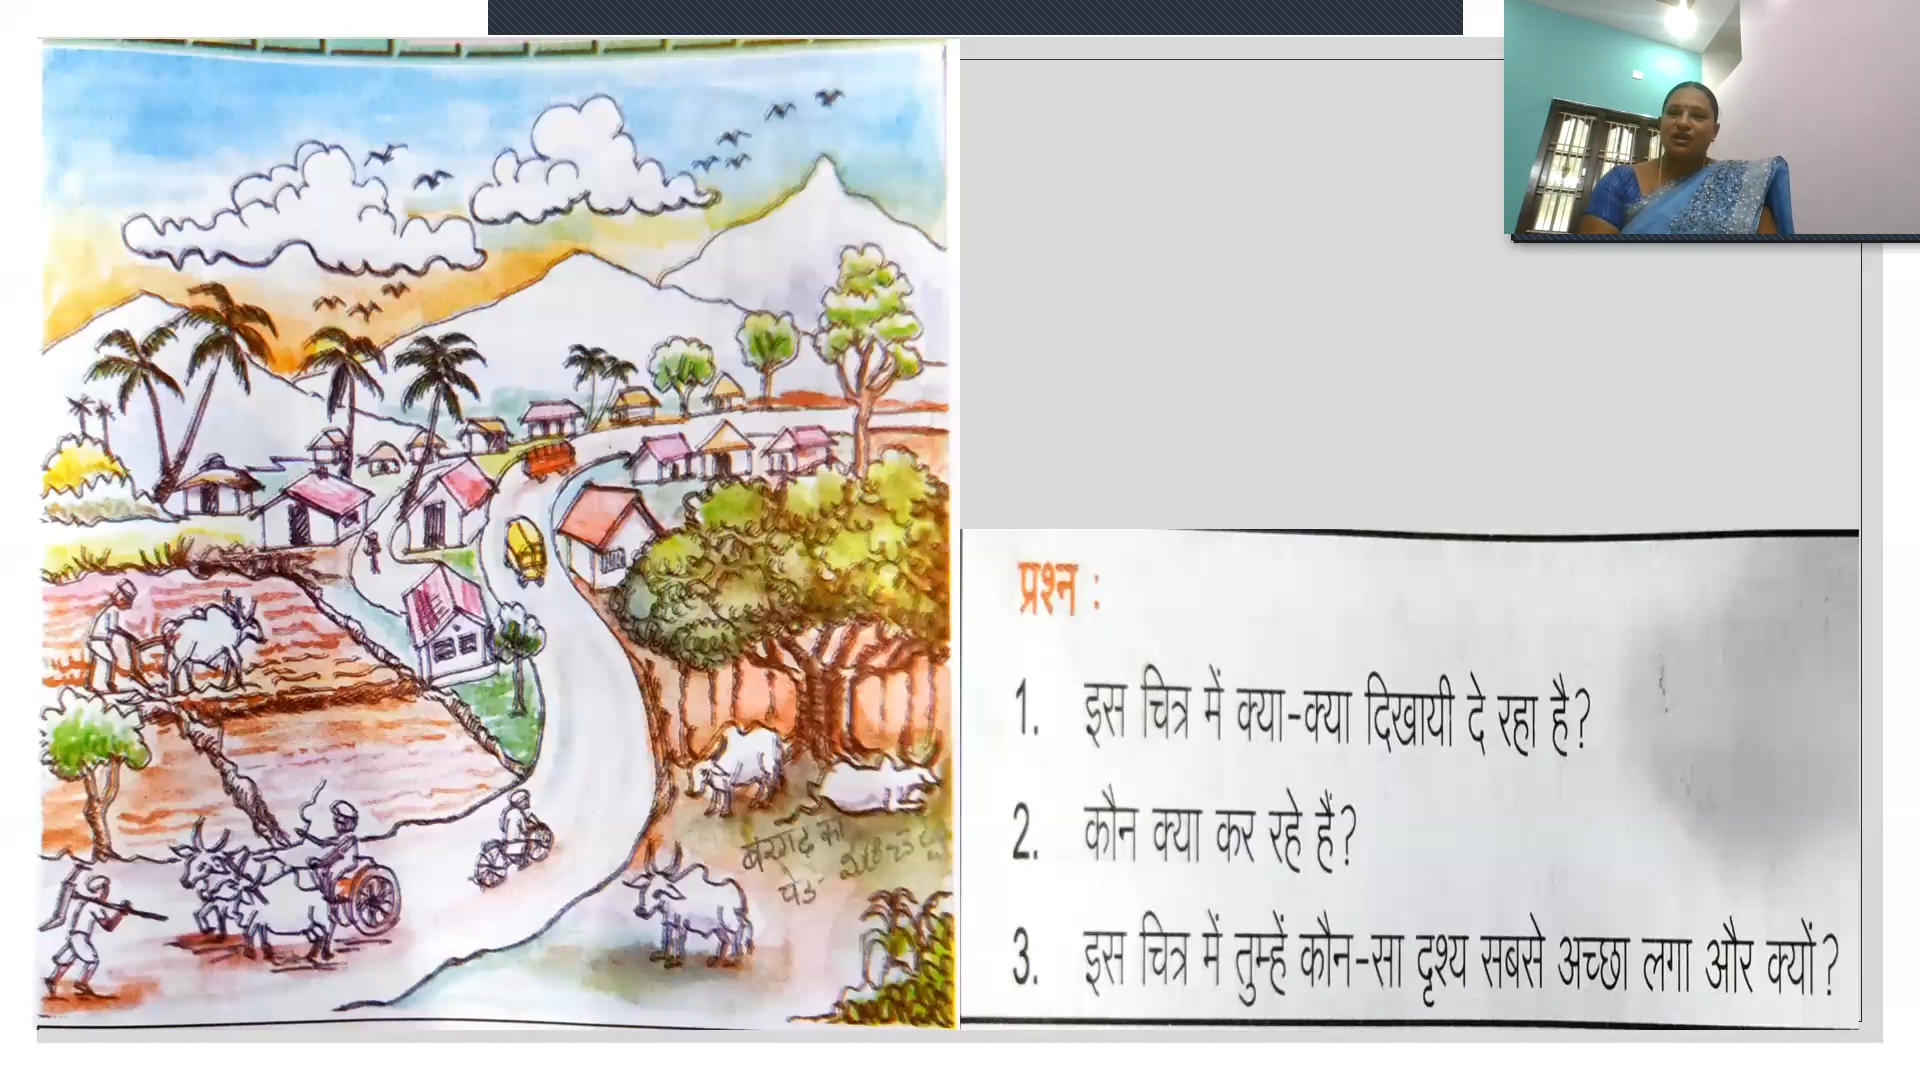 बरगद का
पेड़
प्रश्न :
1. इस चित्र में क्या-क्या दिखायी दे रहा है?
2. कौन क्या कर रहे हैं?
3. इस चित्र में तुम्हें कौन-सा दृश्य सबसे अच्छा लगा और क्यों?